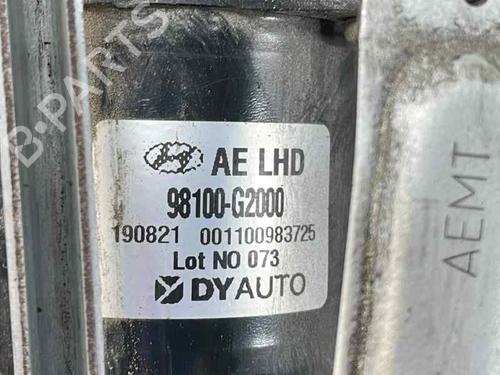 B-PARTS
AE LHD
98100-G2000
190821 001100983725
Lot NO 073
DYAUTO
AEMT